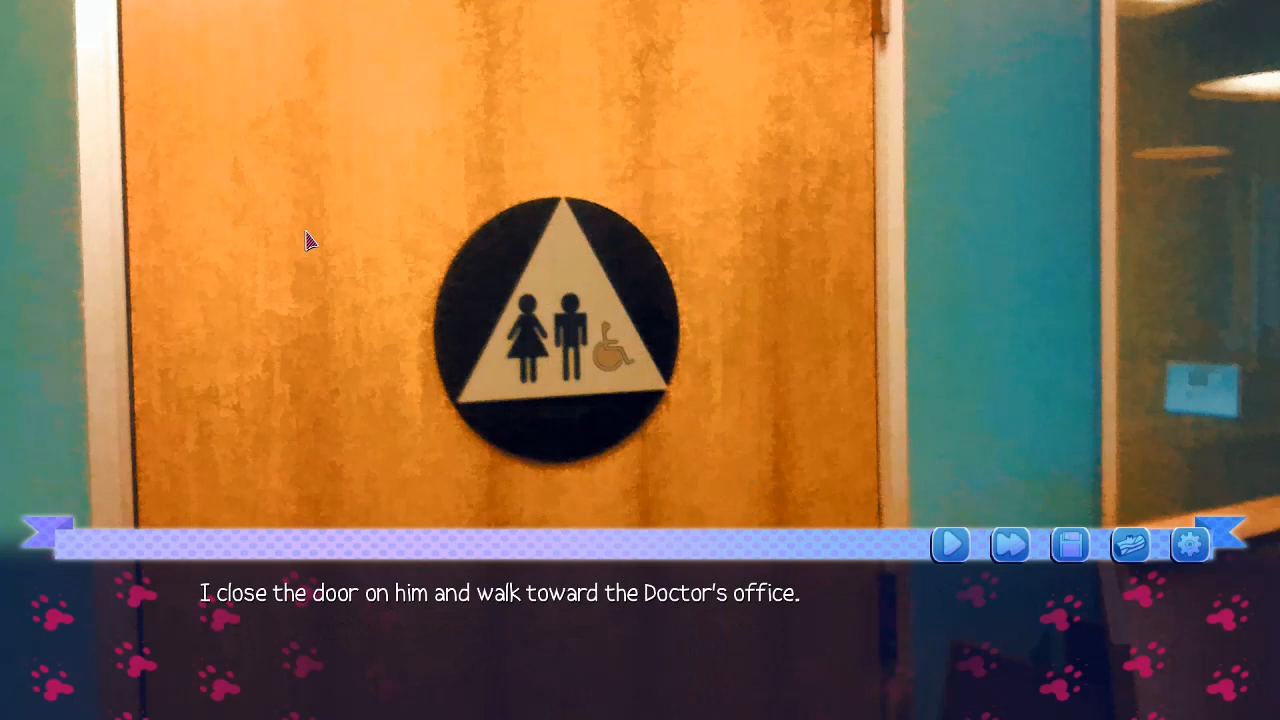 I close the door on him and walk toward the Doctor's office.